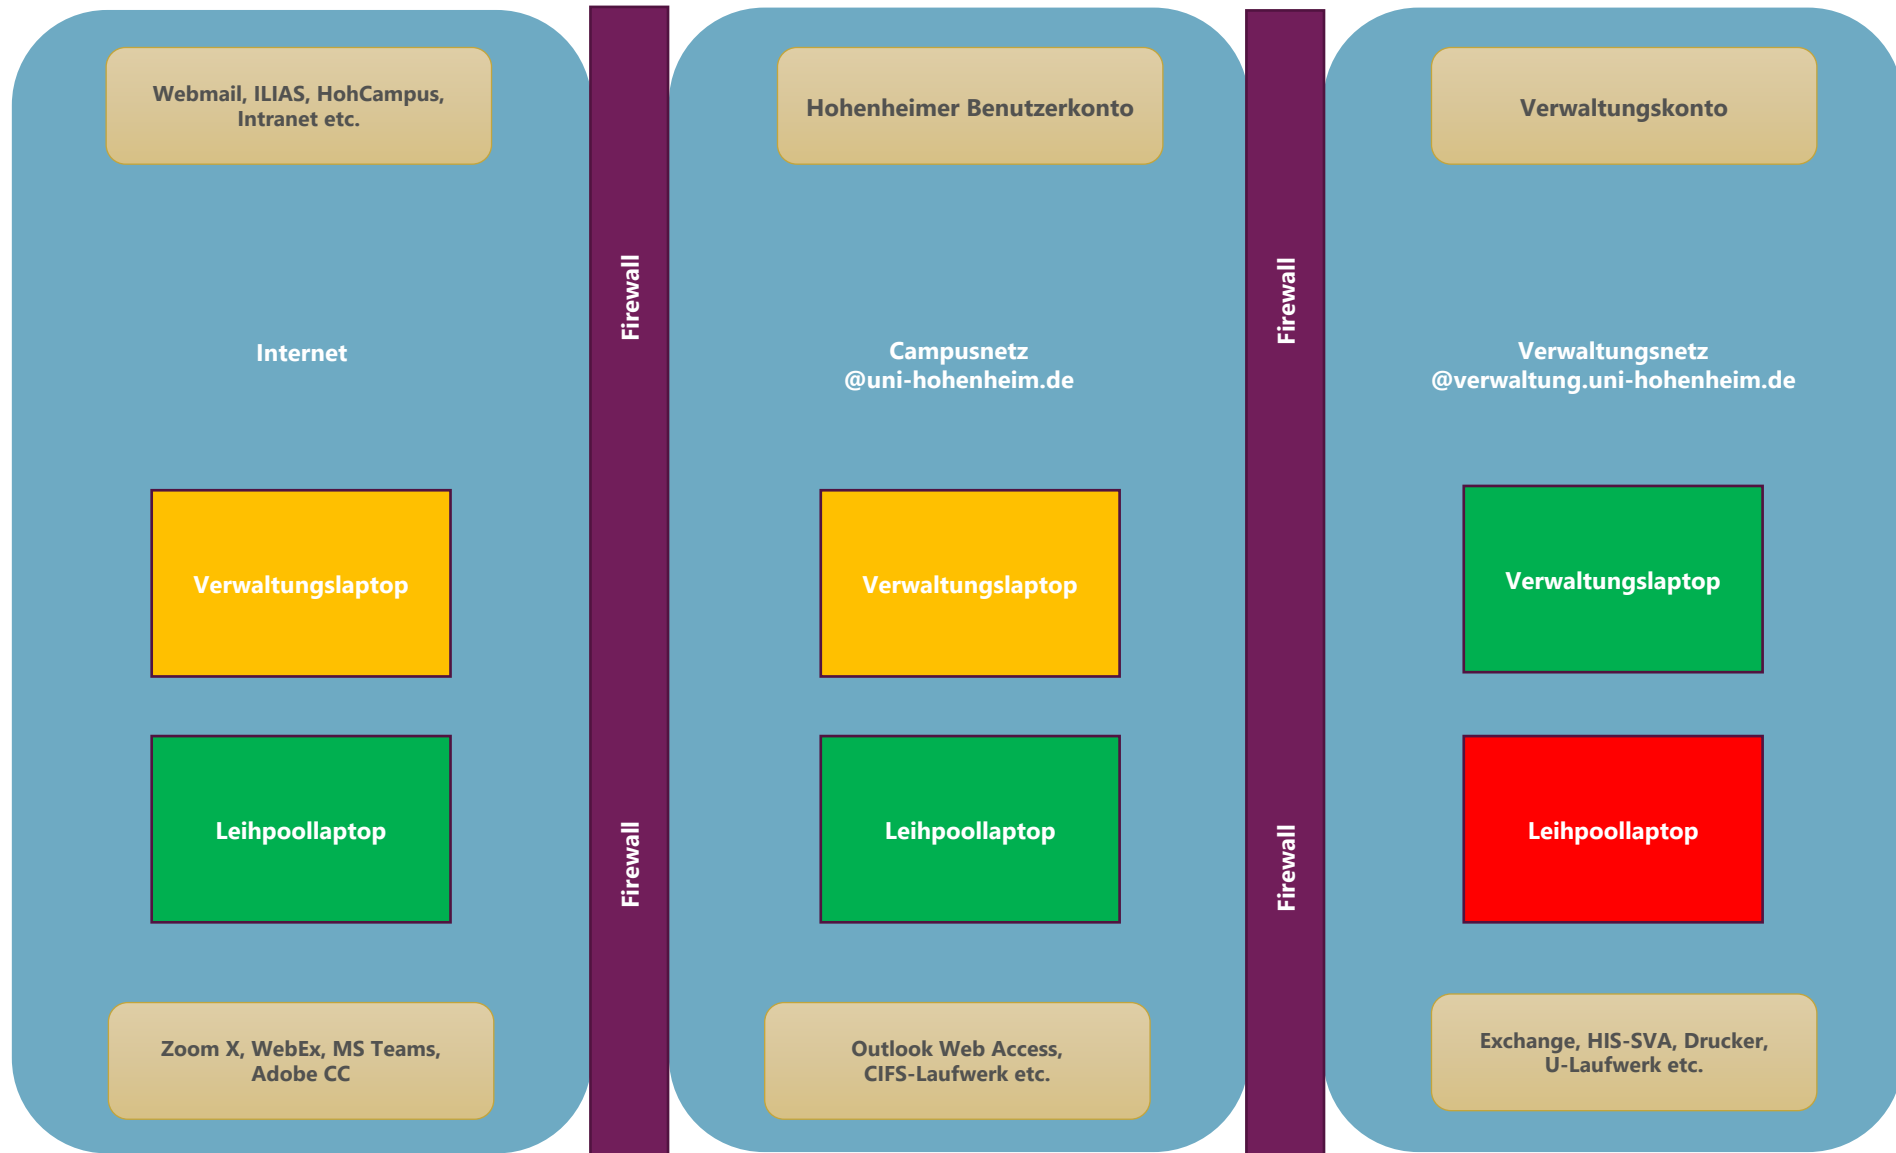 Webmail, ILIAS, HohCampus,
Intranet etc.
Internet
Verwaltungslaptop
Leihpoollaptop
Zoom X, WebEx, MS Teams,
Adobe CC
Firewall
Firewall
Hohenheimer Benutzerkonto
Campusnetz
@uni-hohenheim.de
Verwaltungslaptop
Leihpoollaptop
Outlook Web Access,
CIFS-Laufwerk etc.
Firewall
Firewall
Verwaltungskonto
Verwaltungsnetz
@verwaltung.uni-hohenheim.de
Verwaltungslaptop
Leihpoollaptop
Exchange, HIS-SVA, Drucker,
U-Laufwerk etc.